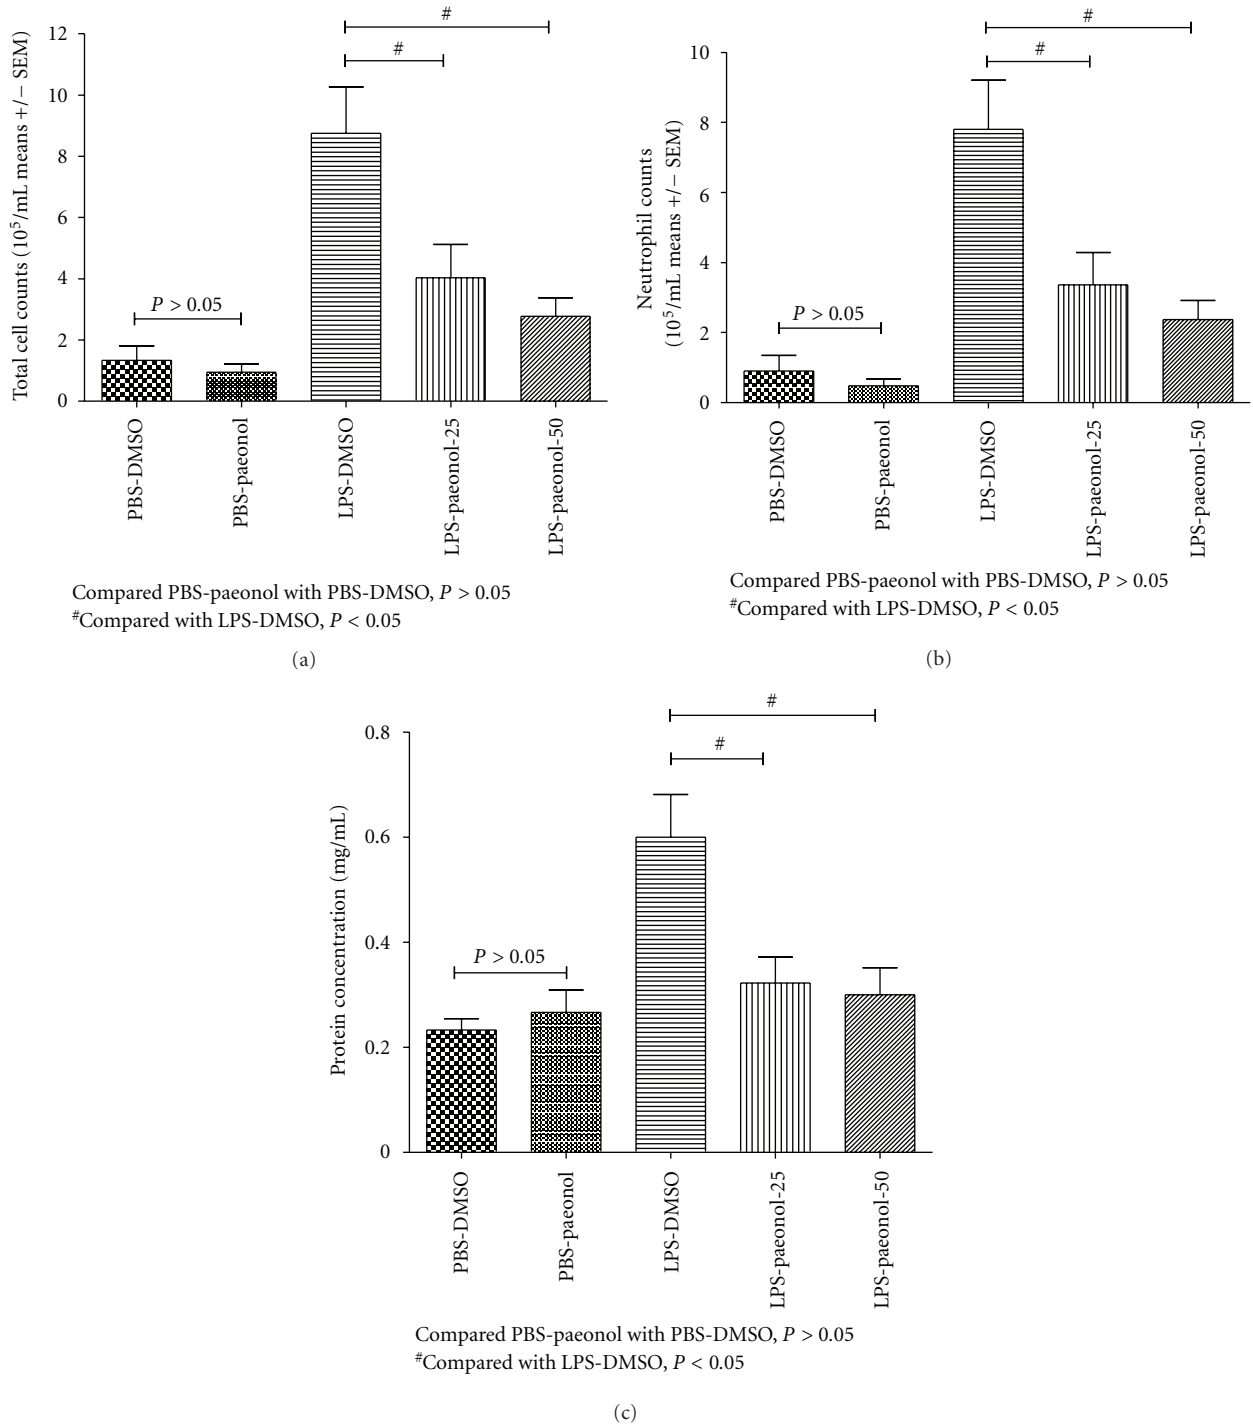 Total cell counts (10⁵/mL means +/− SEM)
12
10
8
6
4
2
0
#
#
P > 0.05
PBS-DMSO
PBS-paeonol
LPS-DMSO
LPS-paeonol-25
LPS-paeonol-50
Compared PBS-paeonol with PBS-DMSO, P > 0.05
#Compared with LPS-DMSO, P < 0.05
(a)
Neutrophil counts
(10⁵/mL means +/− SEM)
10
8
6
4
2
0
#
#
P > 0.05
PBS-DMSO
PBS-paeonol
LPS-DMSO
LPS-paeonol-25
LPS-paeonol-50
Compared PBS-paeonol with PBS-DMSO, P > 0.05
#Compared with LPS-DMSO, P < 0.05
(b)
Protein concentration (mg/mL)
0.8
0.6
0.4
0.2
0
#
#
P > 0.05
PBS-DMSO
PBS-paeonol
LPS-DMSO
LPS-paeonol-25
LPS-paeonol-50
Compared PBS-paeonol with PBS-DMSO, P > 0.05
#Compared with LPS-DMSO, P < 0.05
(c)